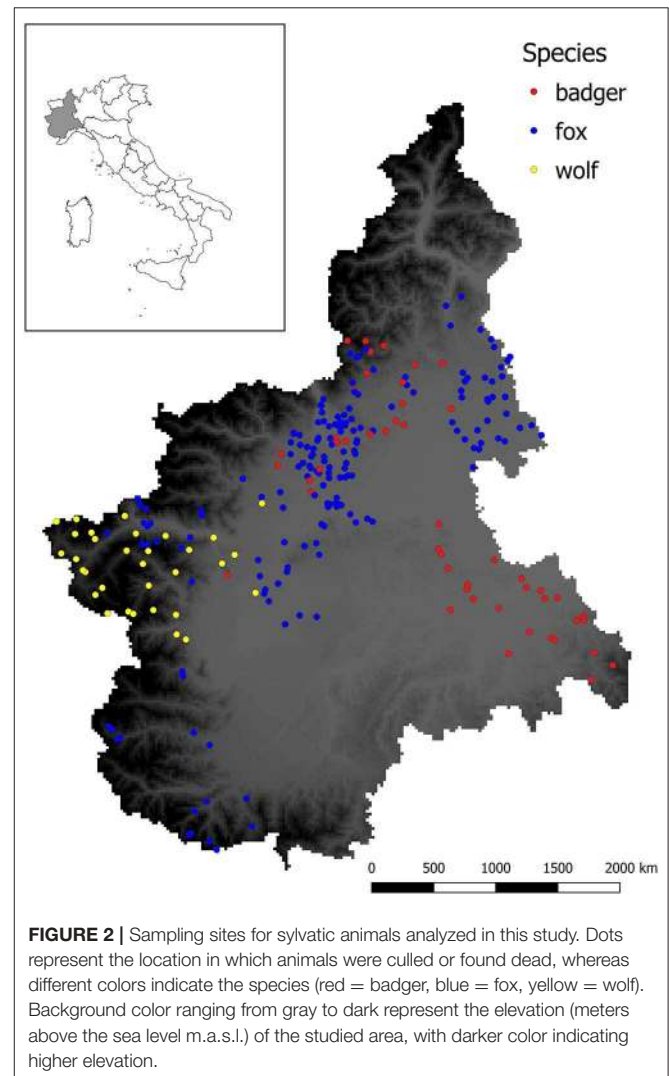 Species
badger
fox
wolf
0 500 1000 1500 2000 km
FIGURE 2 | Sampling sites for sylvatic animals analyzed in this study. Dots
represent the location in which animals were culled or found dead, whereas
different colors indicate the species (red = badger, blue = fox, yellow = wolf).
Background color ranging from gray to dark represent the elevation (meters
above the sea level m.a.s.l.) of the studied area, with darker color indicating
higher elevation.